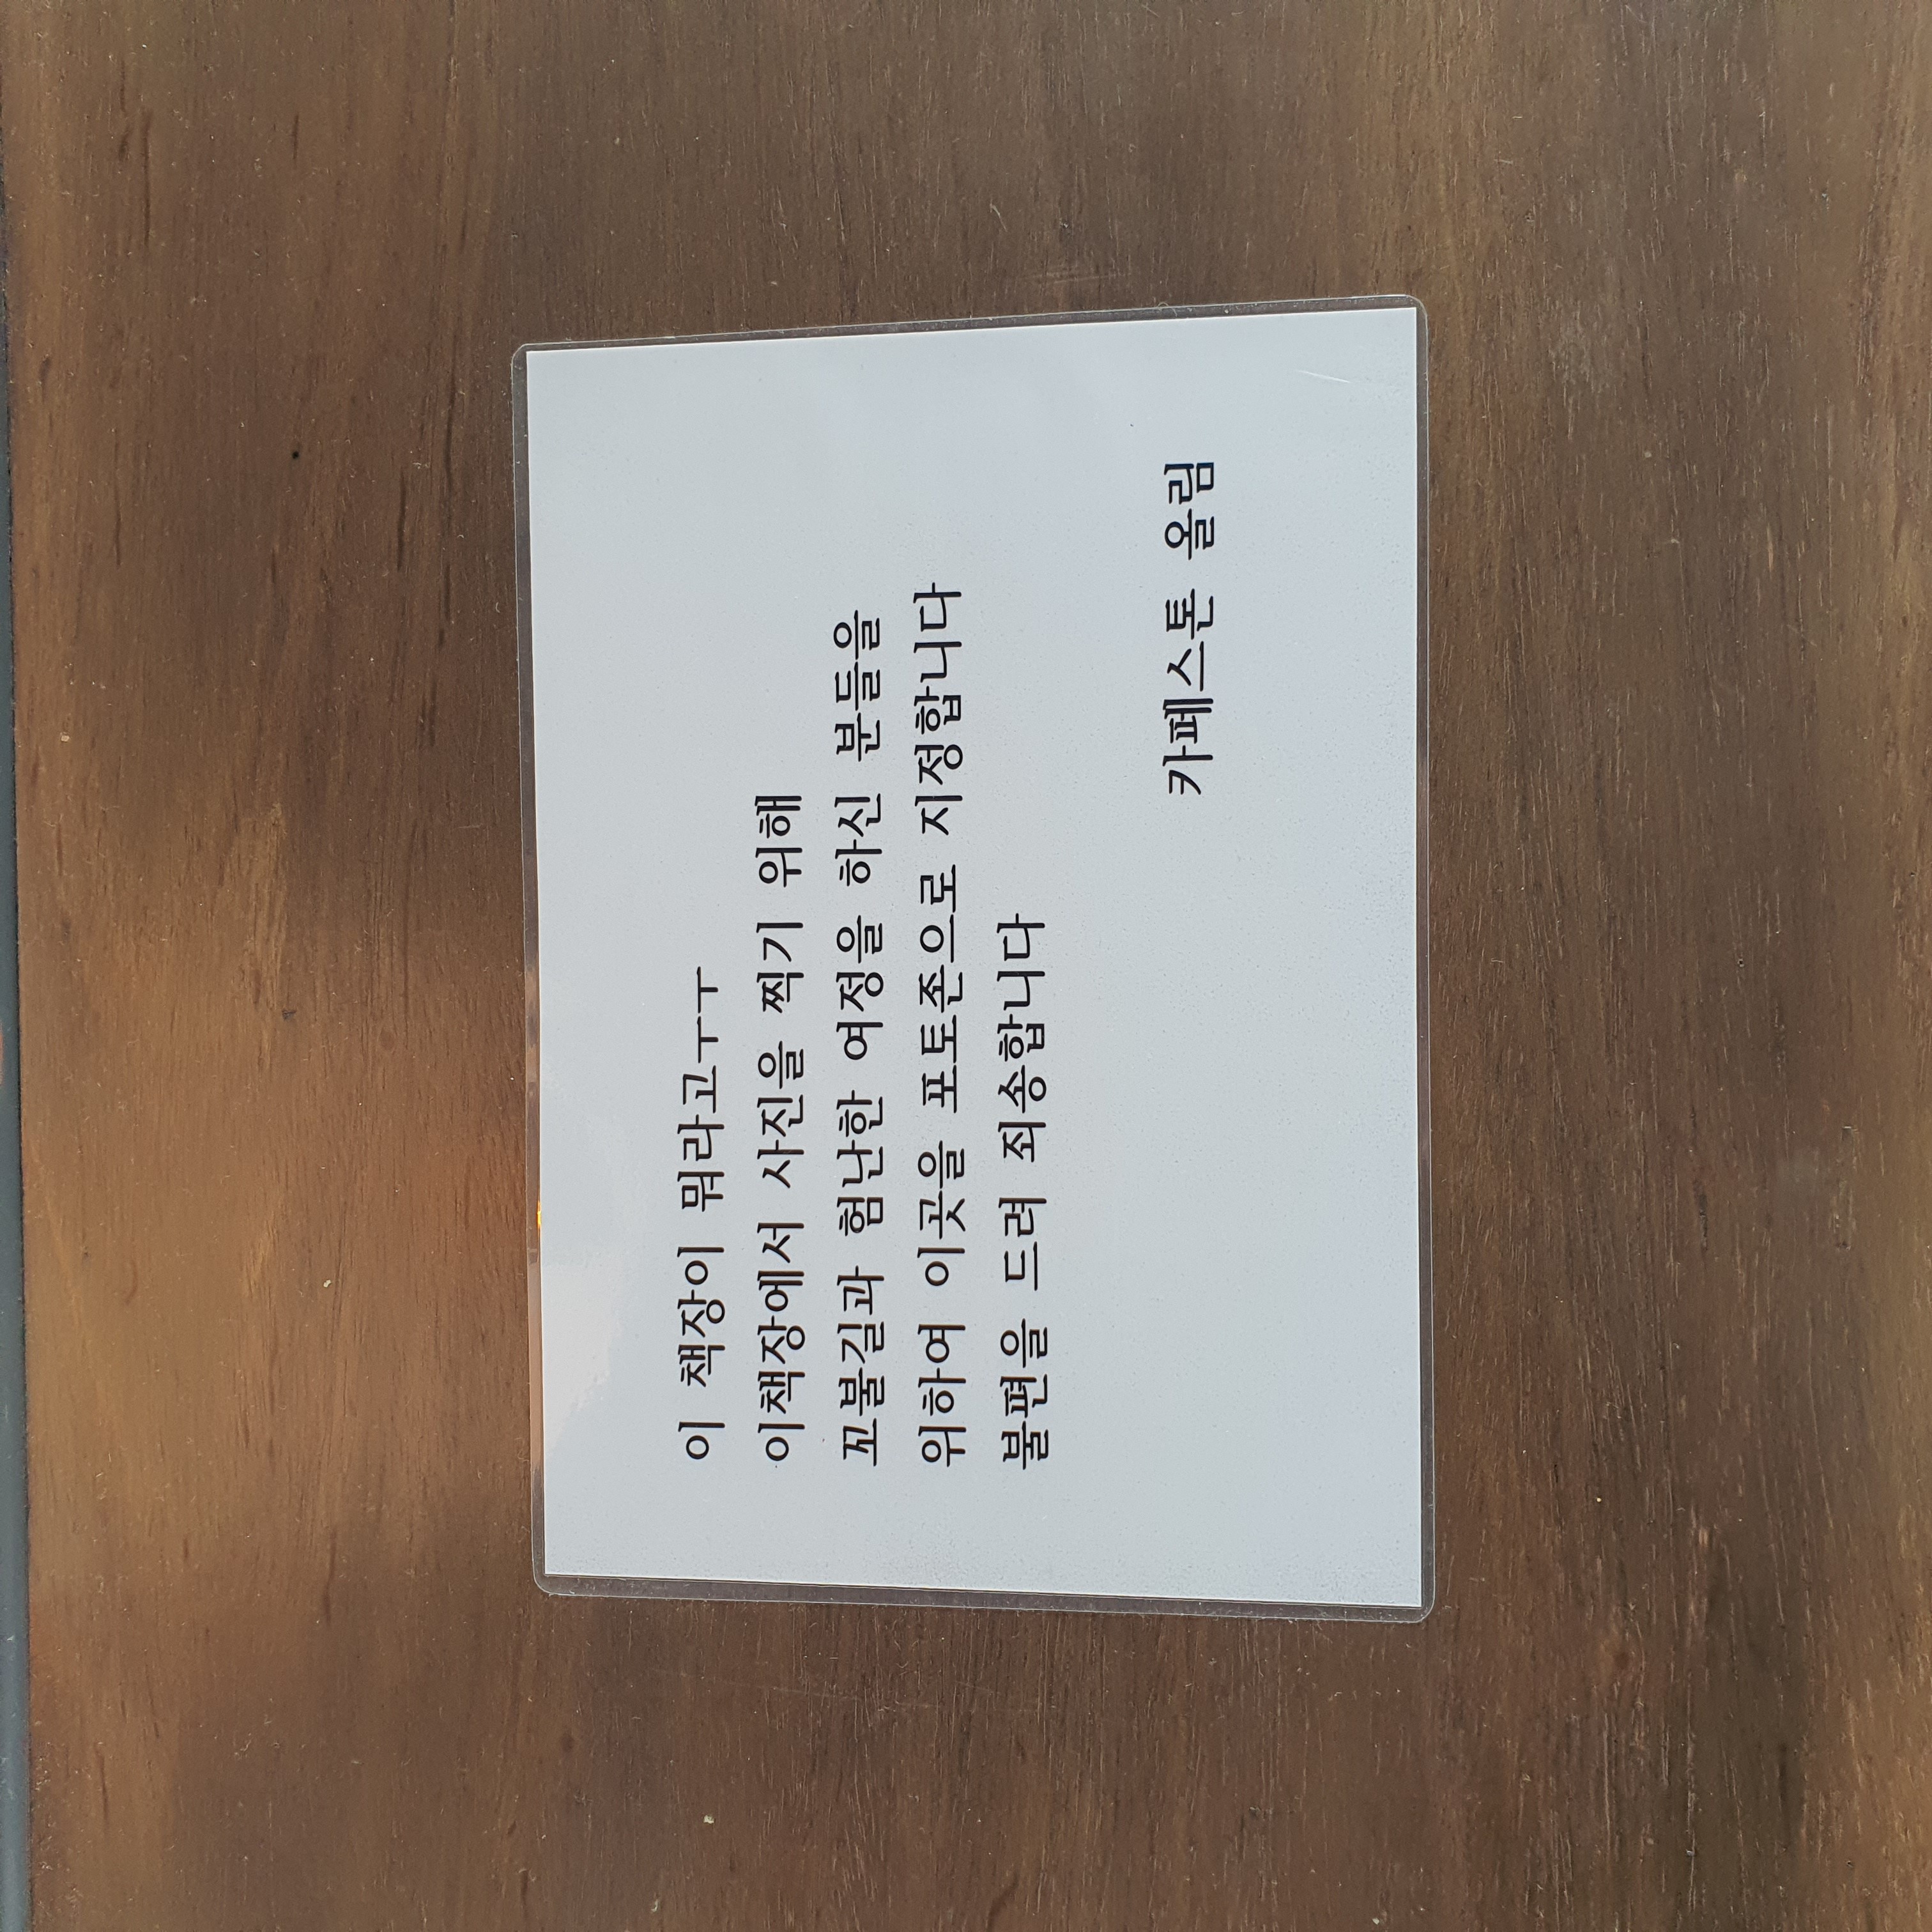 이 책장이 뭐라고ㅜㅜ
이책장에서 사진을 찍기 위해
꼬불길과 험난한 여정을 하신 분들을
위하여 이곳을 포토존으로 지정합니다
불편을 드려 죄송합니다
카페스톤 올림